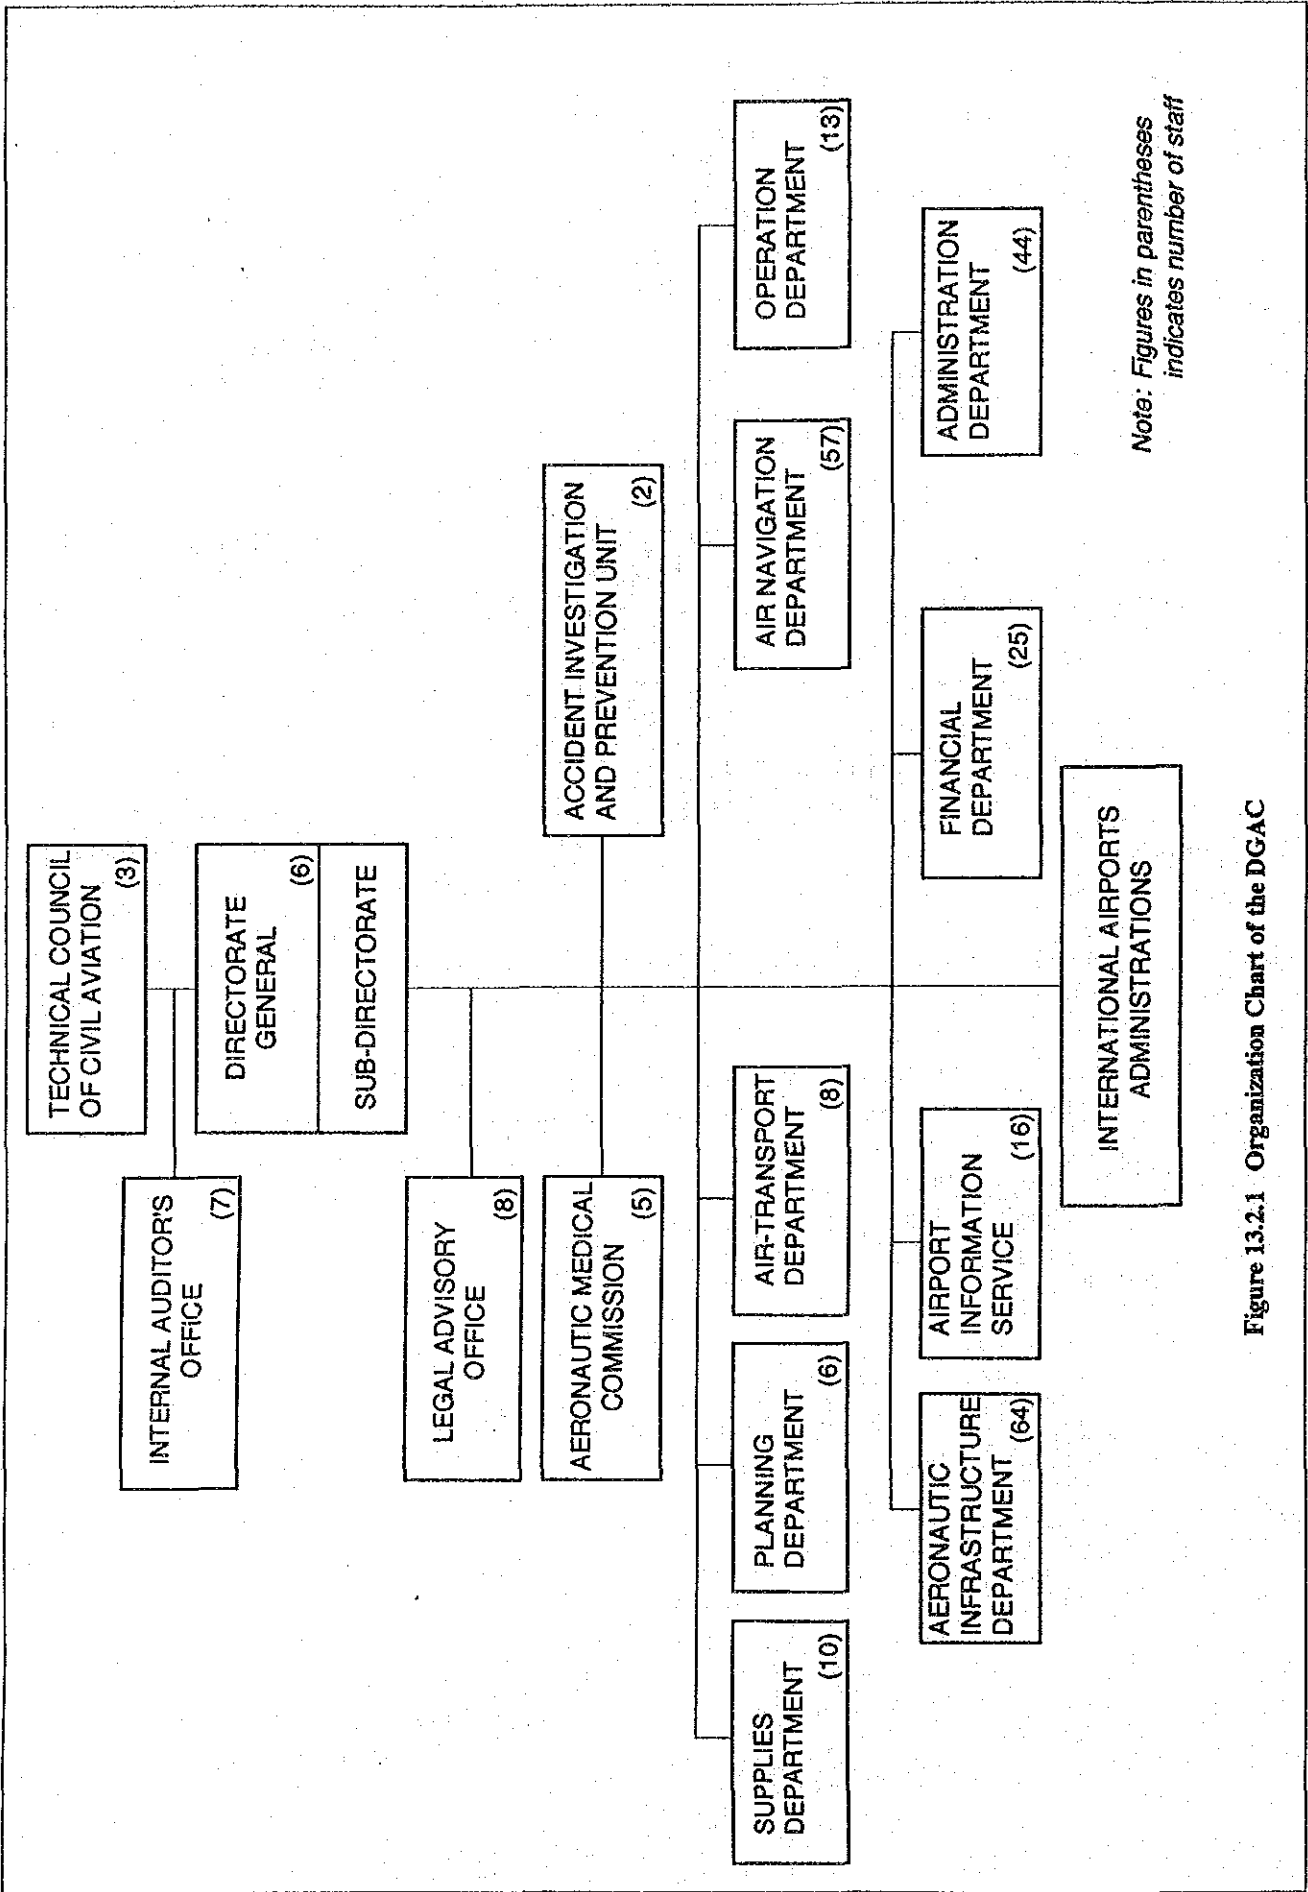 TECHNICAL COUNCIL
OF CIVIL AVIATION
(3)
INTERNAL AUDITOR'S
OFFICE
(7)
DIRECTORATE
GENERAL
(6)
SUB-DIRECTORATE
LEGAL ADVISORY
OFFICE
(8)
AERONAUTIC MEDICAL
COMMISSION
(5)
ACCIDENT INVESTIGATION
AND PREVENTION UNIT
(2)
SUPPLIES
DEPARTMENT
(10)
PLANNING
DEPARTMENT
(6)
AIR-TRANSPORT
DEPARTMENT
(8)
AIR NAVIGATION
DEPARTMENT
(57)
OPERATION
DEPARTMENT
(13)
AERONAUTIC
INFRASTRUCTURE
DEPARTMENT
(64)
AIRPORT
INFORMATION
SERVICE
(16)
FINANCIAL
DEPARTMENT
(25)
ADMINISTRATION
DEPARTMENT
(44)
INTERNATIONAL AIRPORTS
ADMINISTRATIONS
Note: Figures in parentheses
indicates number of staff
Figure 13.2.1 Organization Chart of the DGAC